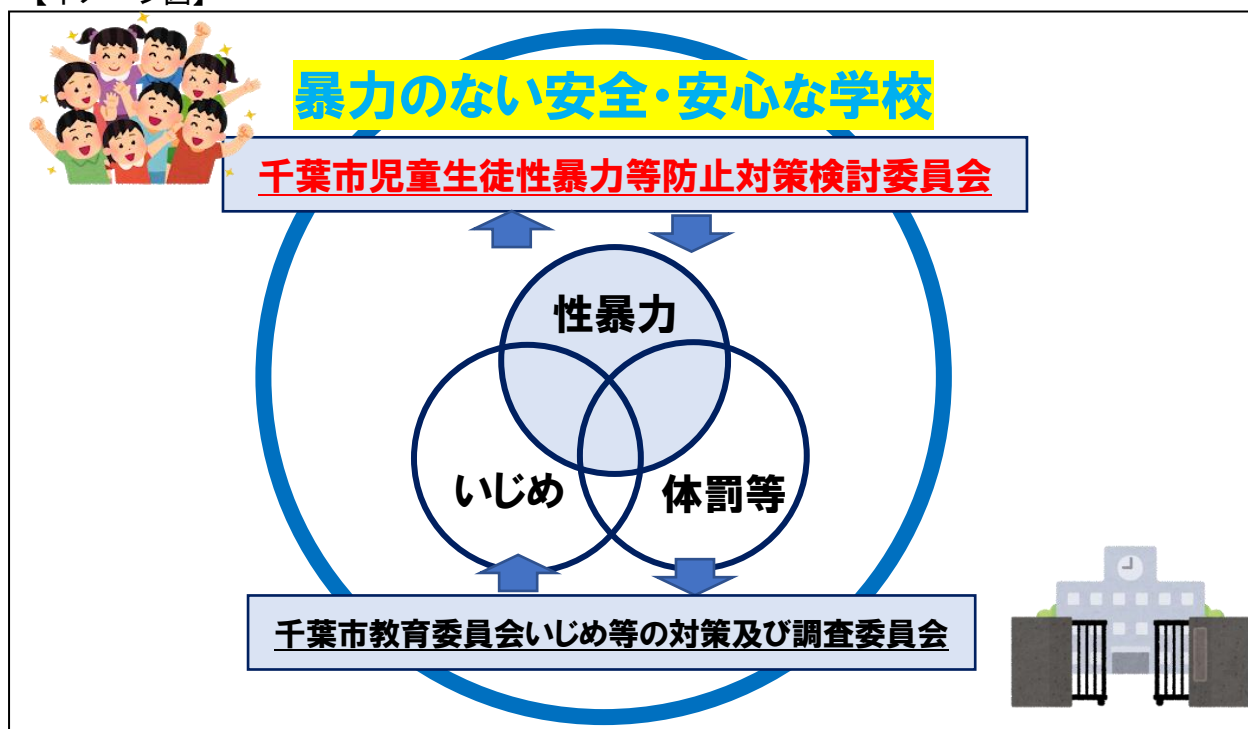 暴力のない安全・安心な学校
千葉市児童生徒性暴力等防止対策検討委員会
性暴力
いじめ
体罰等
千葉市教育委員会いじめ等の対策及び調査委員会